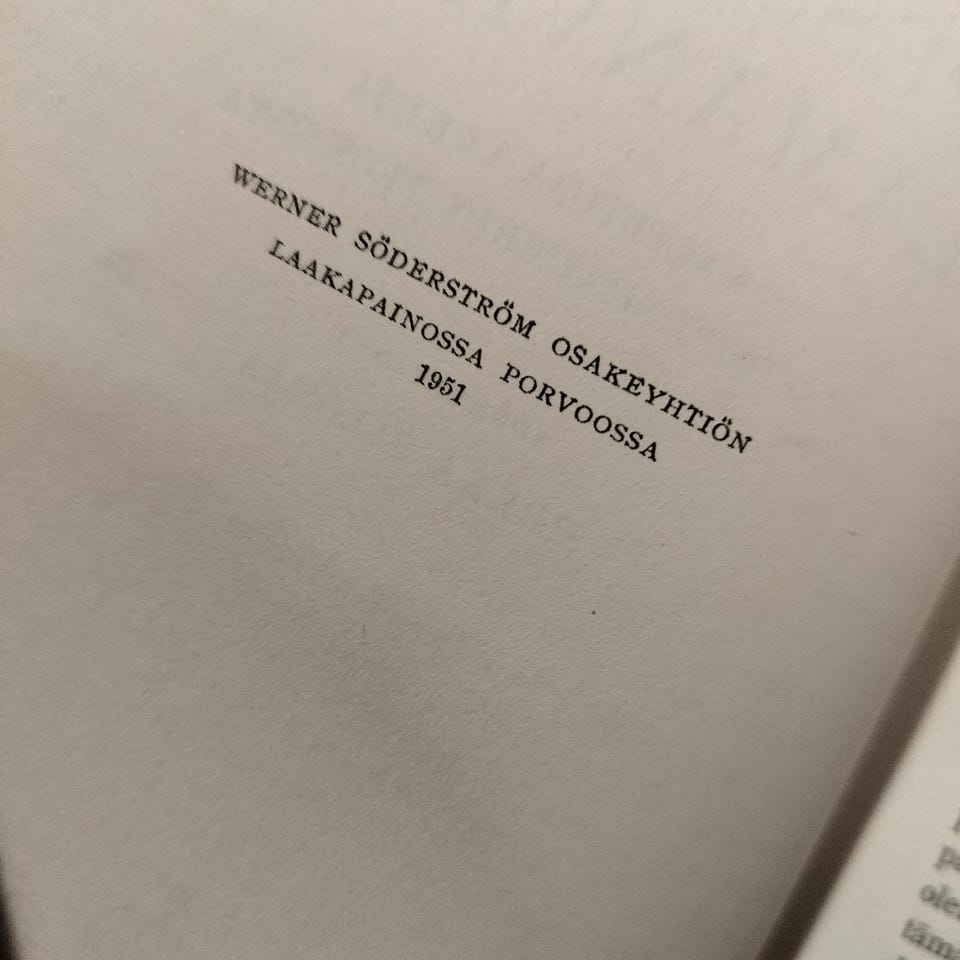 WERNER SÖDERSTRÖM OSAKEYHTIÖN
LAAKAPAINOSSA PORVOOSSA
1951